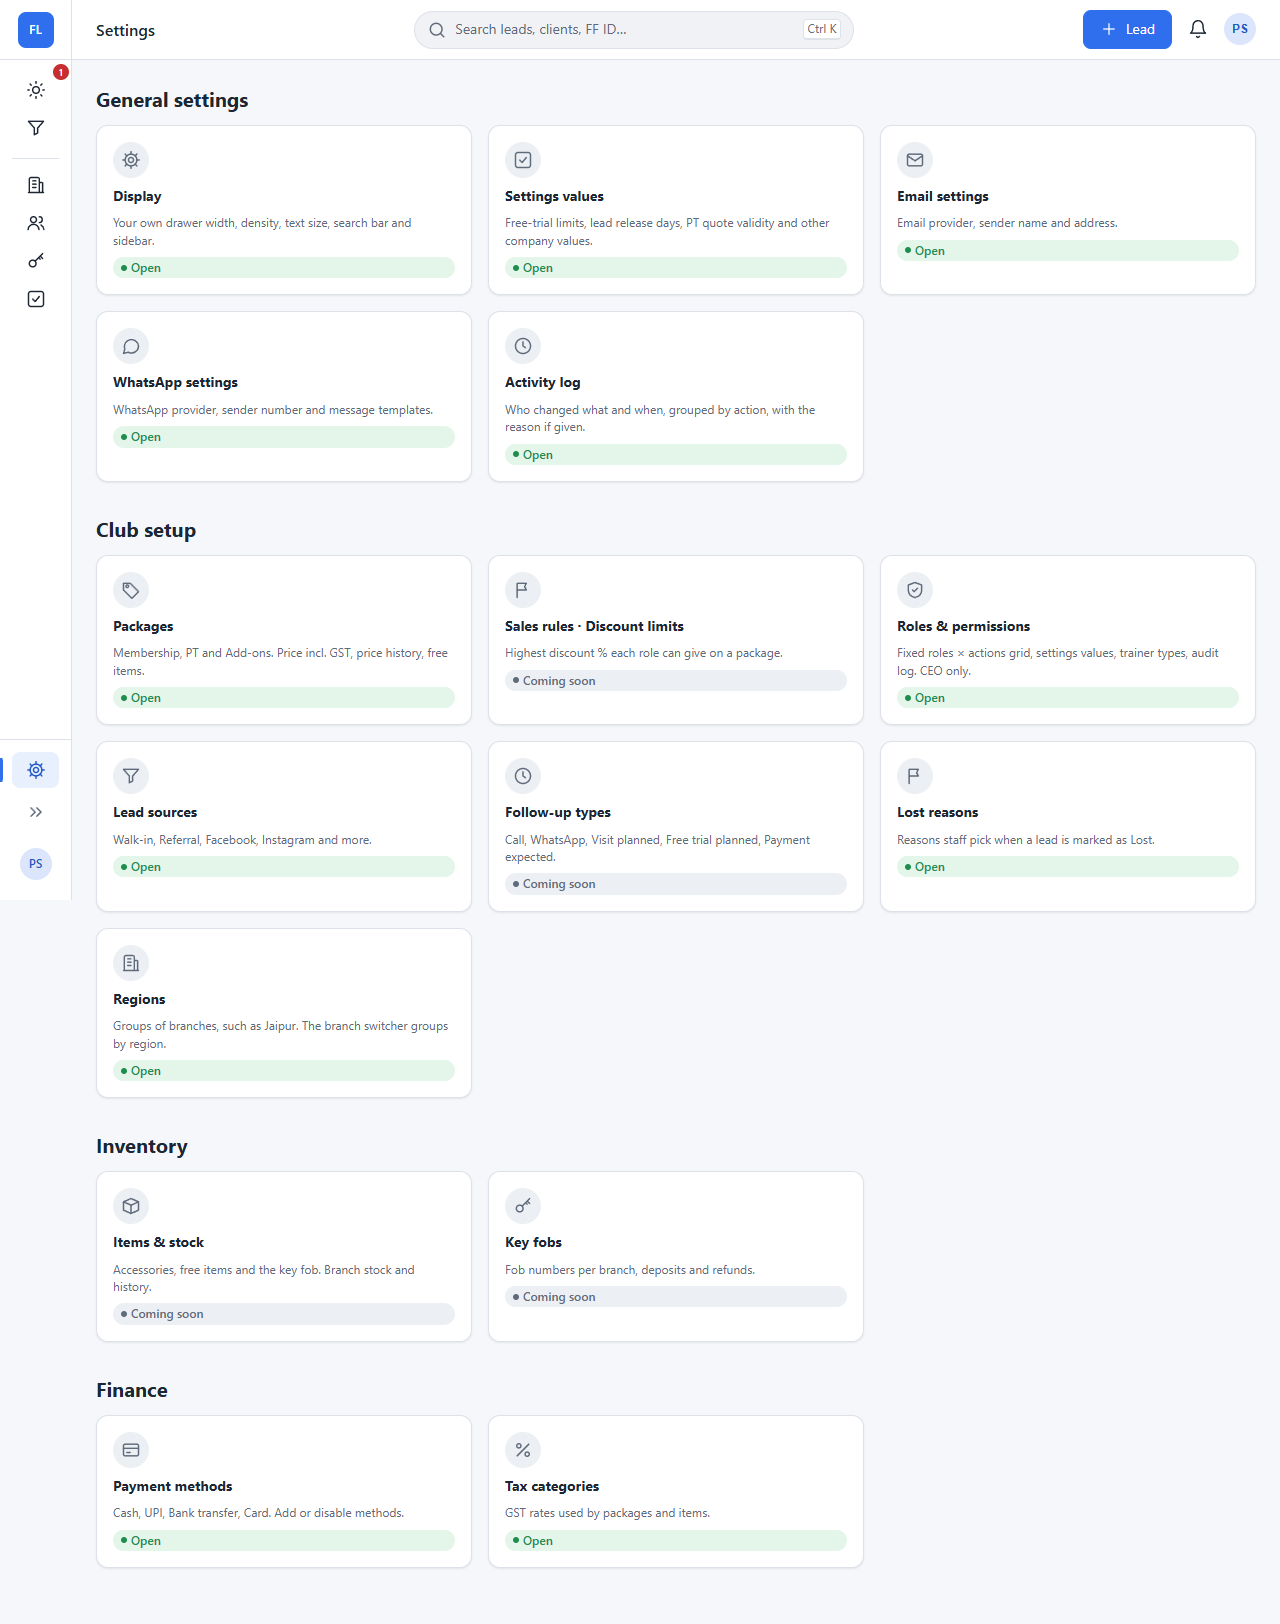 FL
Settings
Search leads, clients, FF ID...
Ctrl K
+ Lead
PS
1
General settings
Display
Your own drawer width, density, text size, search bar and
sidebar.
Open
Settings values
Free-trial limits, lead release days, PT quote validity and other
company values.
Open
Email settings
Email provider, sender name and address.
Open
WhatsApp settings
WhatsApp provider, sender number and message templates.
Open
Activity log
Who changed what and when, grouped by action, with the
reason if given.
Open
Club setup
Packages
Membership, PT and Add-ons. Price incl. GST, price history, free
items.
Open
Sales rules · Discount limits
Highest discount % each role can give on a package.
Coming soon
Roles & permissions
Fixed roles × actions grid, settings values, trainer types, audit
log. CEO only.
Open
Lead sources
Walk-in, Referral, Facebook, Instagram and more.
Open
Follow-up types
Call, WhatsApp, Visit planned, Free trial planned, Payment
expected.
Coming soon
Lost reasons
Reasons staff pick when a lead is marked as Lost.
Open
PS
Regions
Groups of branches, such as Jaipur. The branch switcher groups
by region.
Open
Inventory
Items & stock
Accessories, free items and the key fob. Branch stock and
history.
Coming soon
Key fobs
Fob numbers per branch, deposits and refunds.
Coming soon
Finance
Payment methods
Cash, UPI, Bank transfer, Card. Add or disable methods.
Open
Tax categories
GST rates used by packages and items.
Open